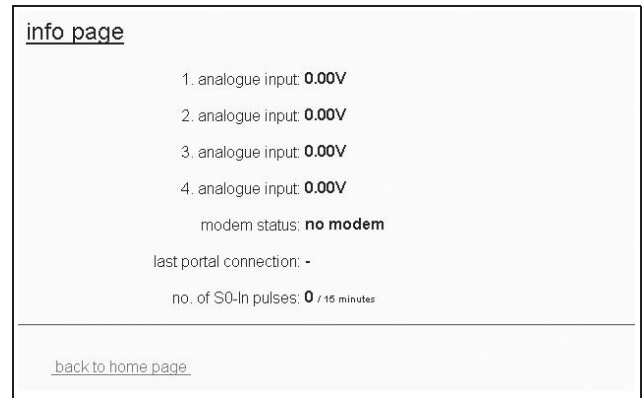 info page
1. analogue input: 0.00V
2. analogue input: 0.00V
3. analogue input: 0.00V
4. analogue input: 0.00V
modem status: no modem
last portal connection: -
no. of S0-In pulses: 0 / 15 minutes
back to home page